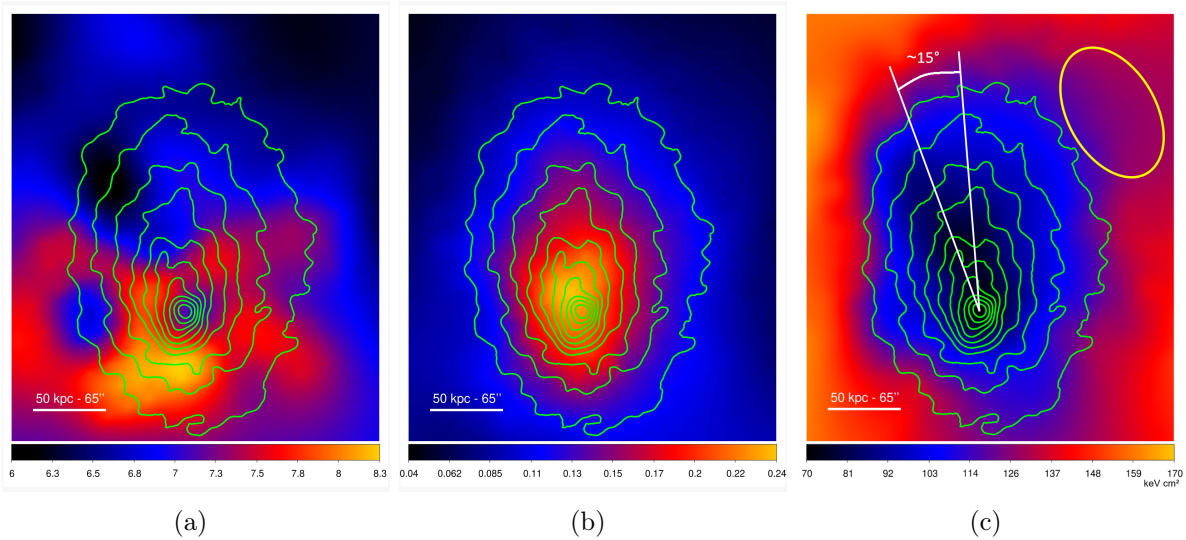 ~15°
50 kpc - 65"
50 kpc - 65"
50 kpc - 65"
6 6.3 6.5 6.8 7 7.3 7.5 7.8 8 8.3
0.04 0.062 0.085 0.11 0.13 0.15 0.17 0.2 0.22 0.24
70 81 92 103 114 126 137 148 159 170
keV cm²
(a) (b) (c)